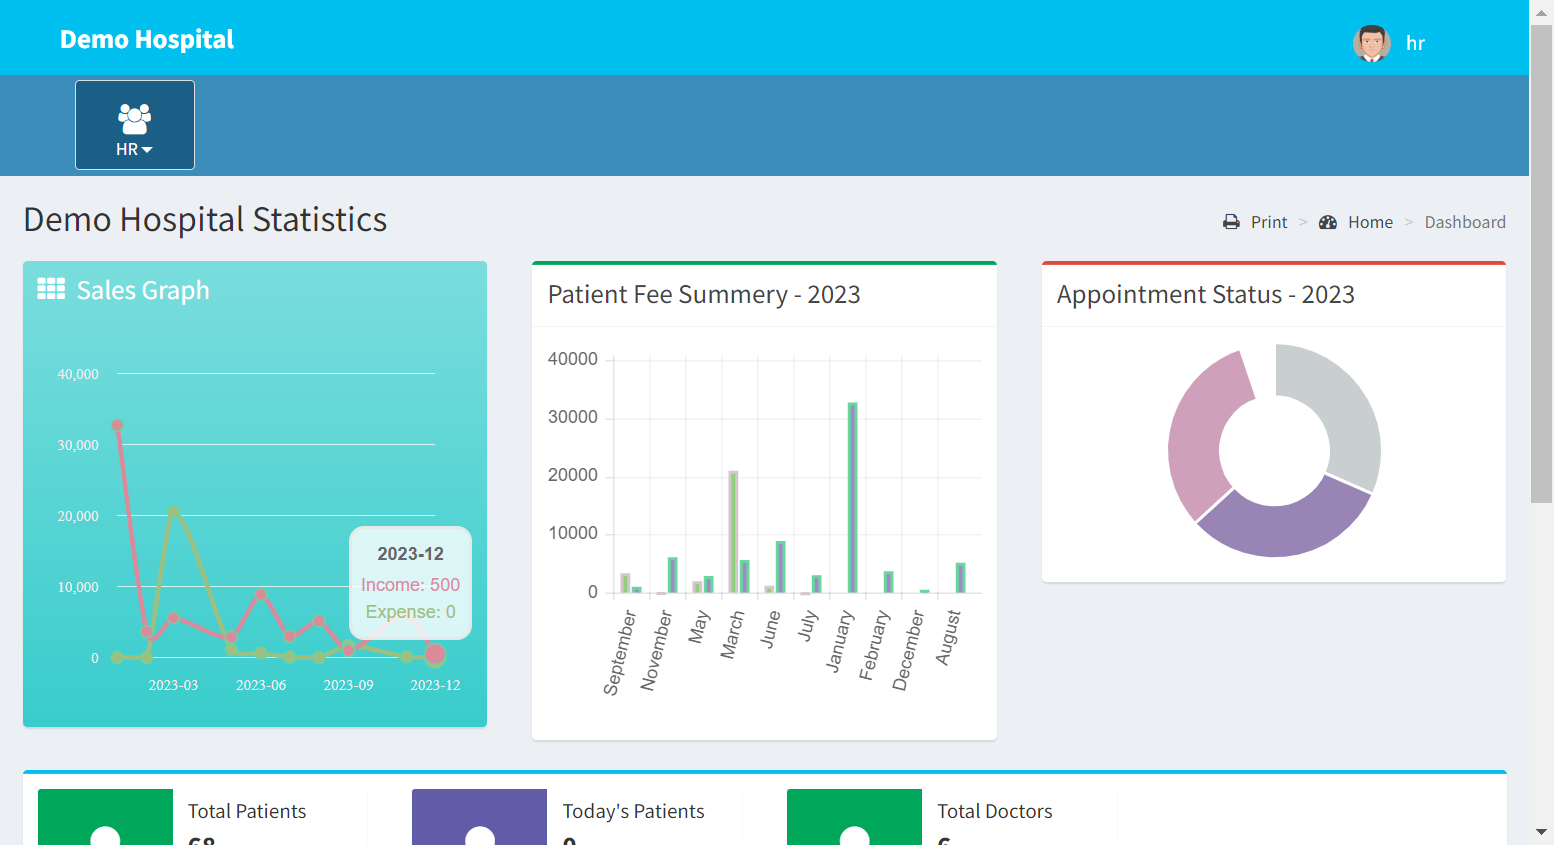 Demo Hospital
hr
HR
Demo Hospital Statistics
Print > Home > Dashboard
Sales Graph
40,000
30,000
20,000
10,000
0
2023-03
2023-06
2023-09
2023-12
2023-12
Income: 500
Expense: 0
Patient Fee Summery - 2023
40000
30000
20000
10000
0
September
November
May
March
June
July
January
February
December
August
Appointment Status - 2023
Total Patients
68
Today's Patients
0
Total Doctors
6